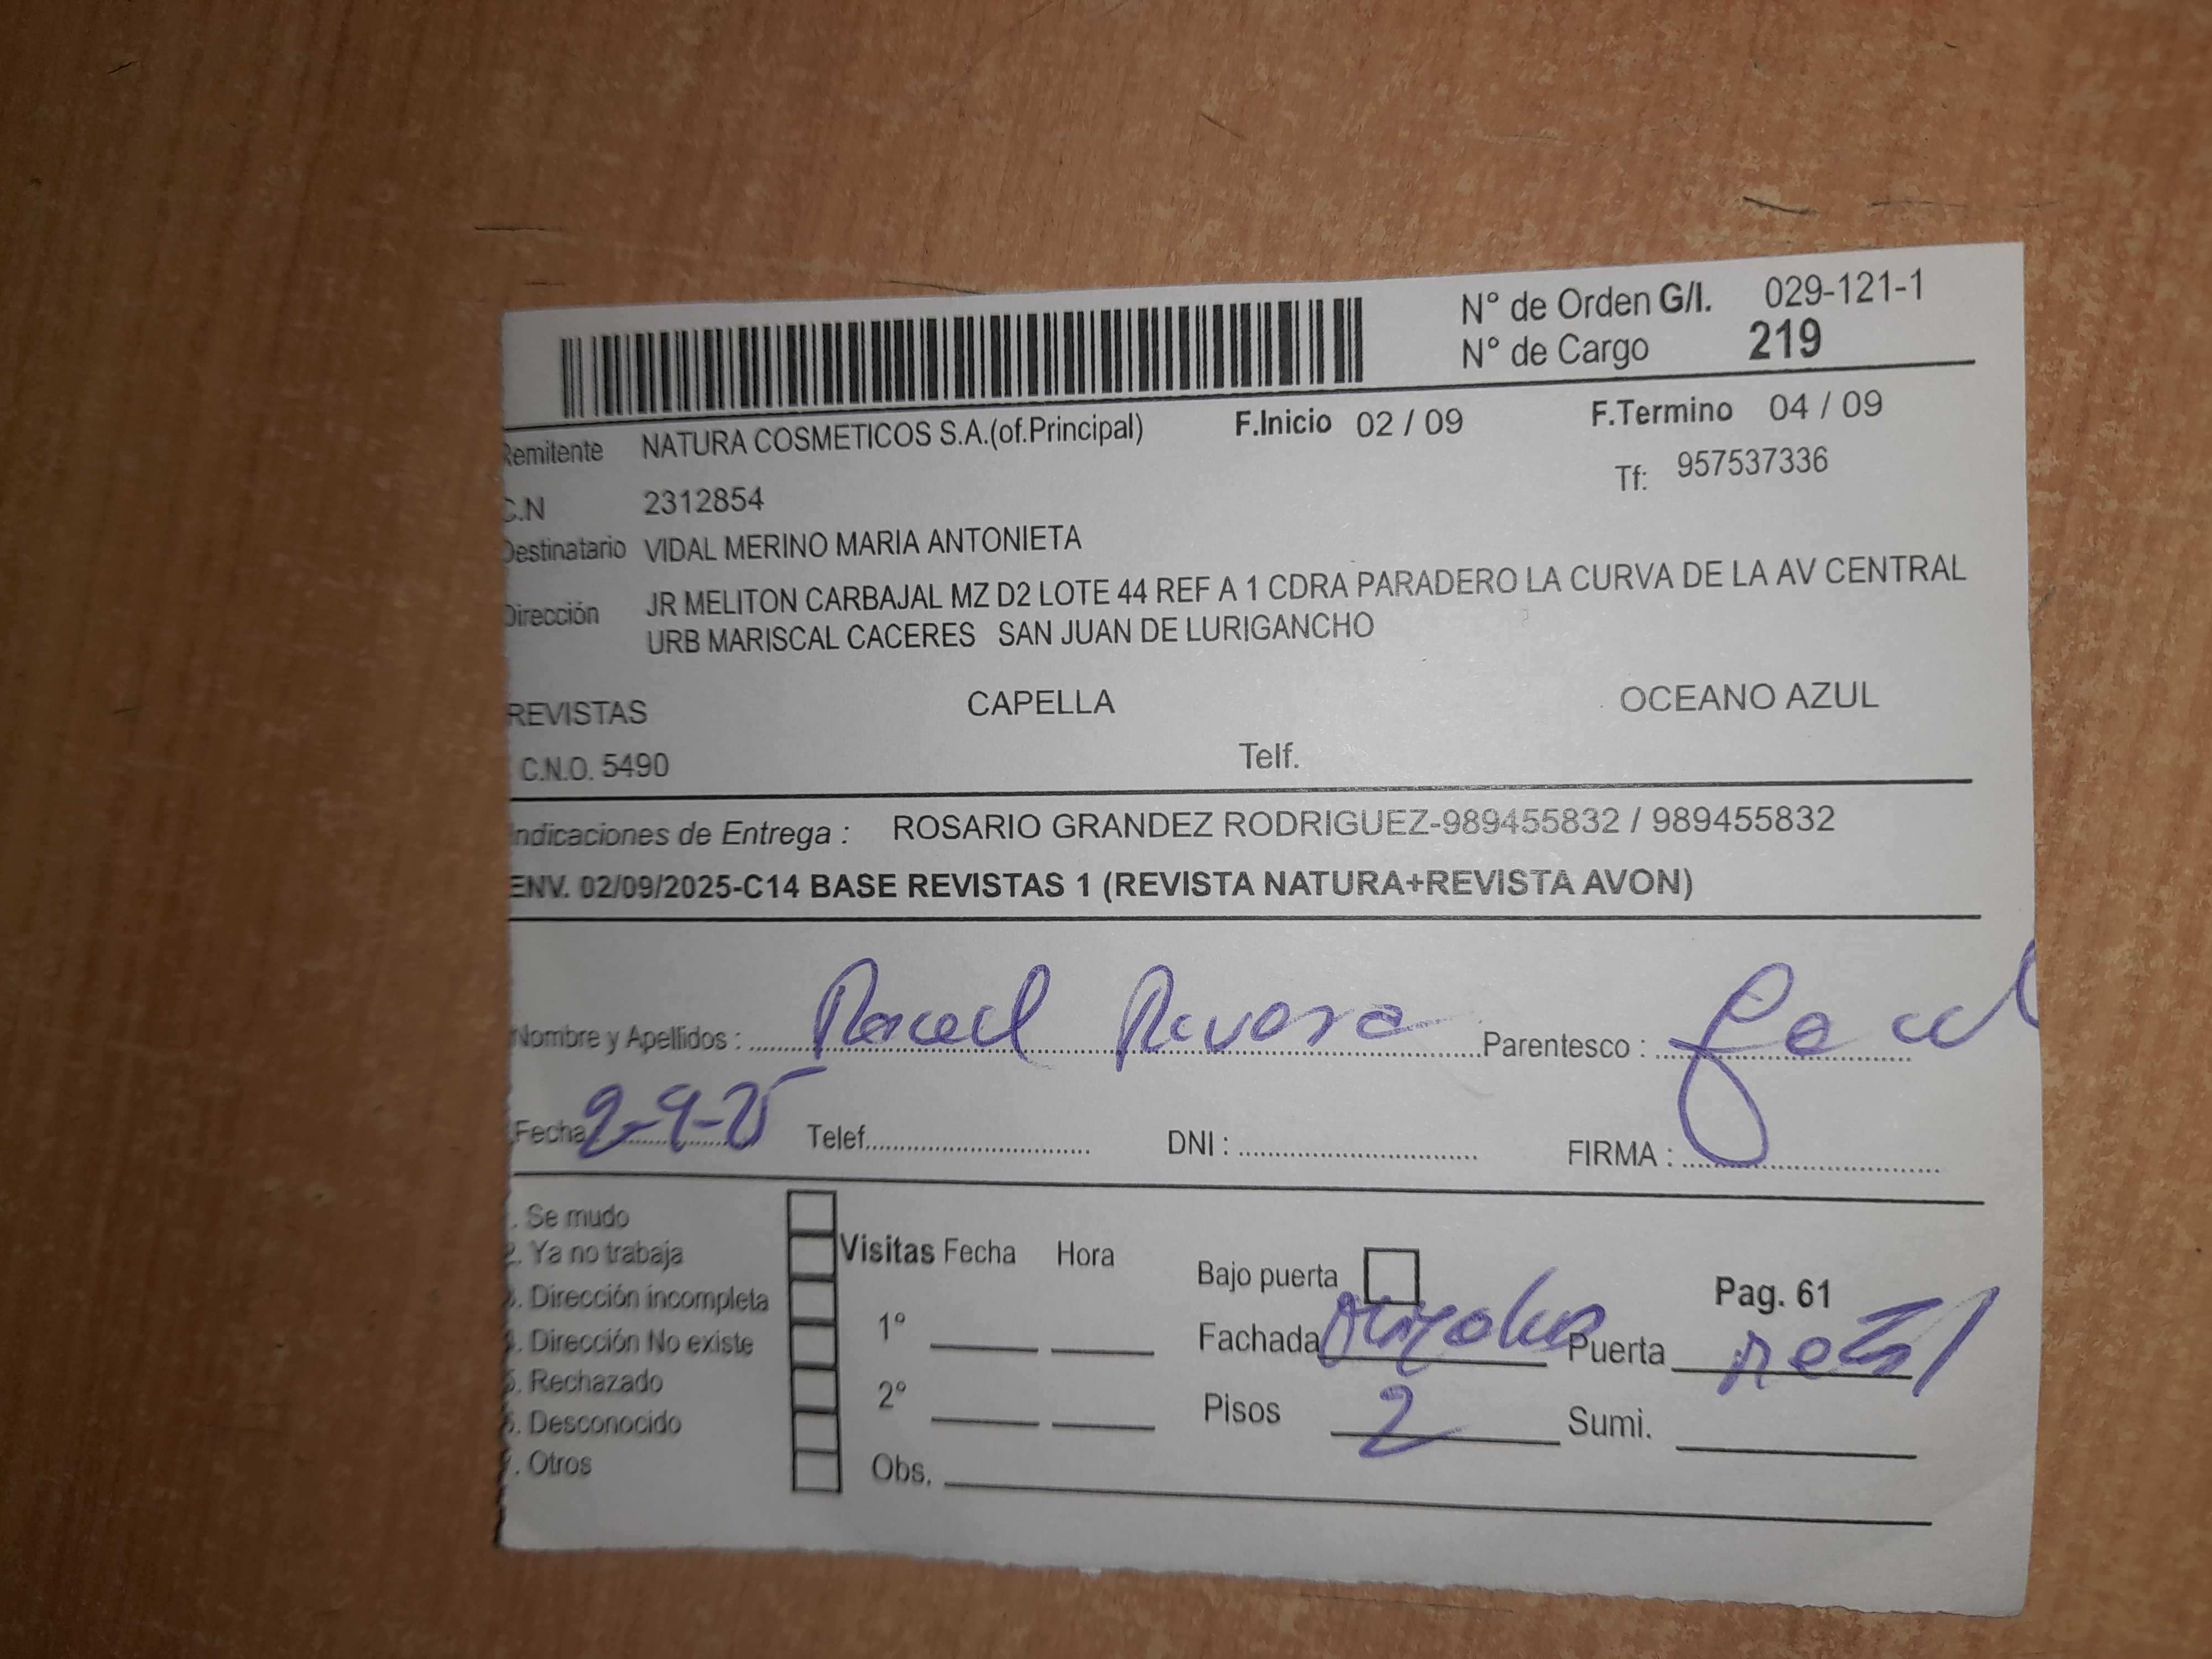 N° de Orden G/I. 029-121-1
N° de Cargo 219
Remitente NATURA COSMETICOS S.A.(of.Principal) F.Inicio 02 / 09 F.Termino 04 / 09
Tf: 957537336
C.N 2312854
Destinatario VIDAL MERINO MARIA ANTONIETA
Dirección JR MELITON CARBAJAL MZ D2 LOTE 44 REF A 1 CDRA PARADERO LA CURVA DE LA AV CENTRAL
URB MARISCAL CACERES SAN JUAN DE LURIGANCHO
REVISTAS CAPELLA OCEANO AZUL
C.N.O. 5490 Telf.
Indicaciones de Entrega : ROSARIO GRANDEZ RODRIGUEZ-989455832 / 989455832
ENV. 02/09/2025-C14 BASE REVISTAS 1 (REVISTA NATURA+REVISTA AVON)
Nombre y Apellidos : Parentesco :
Fecha 2-9-25 Telef. DNI : FIRMA :
. Se mudo
2. Ya no trabaja Visitas Fecha Hora Bajo puerta Pag. 61
3. Dirección incompleta
4. Dirección No existe 1° Fachada Puerta
5. Rechazado
6. Desconocido 2° Pisos 2 Sumi.
7. Otros Obs.